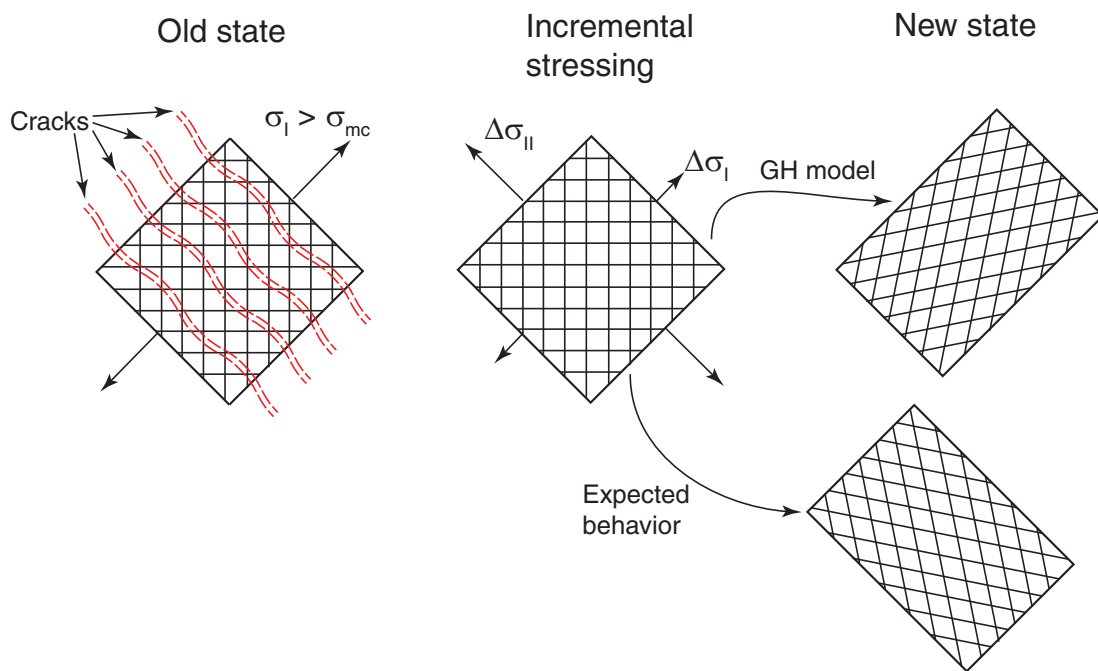 Old state
Incremental
stressing
New state
Cracks
σI > σmc
ΔσII
ΔσI
GH model
Expected
behavior